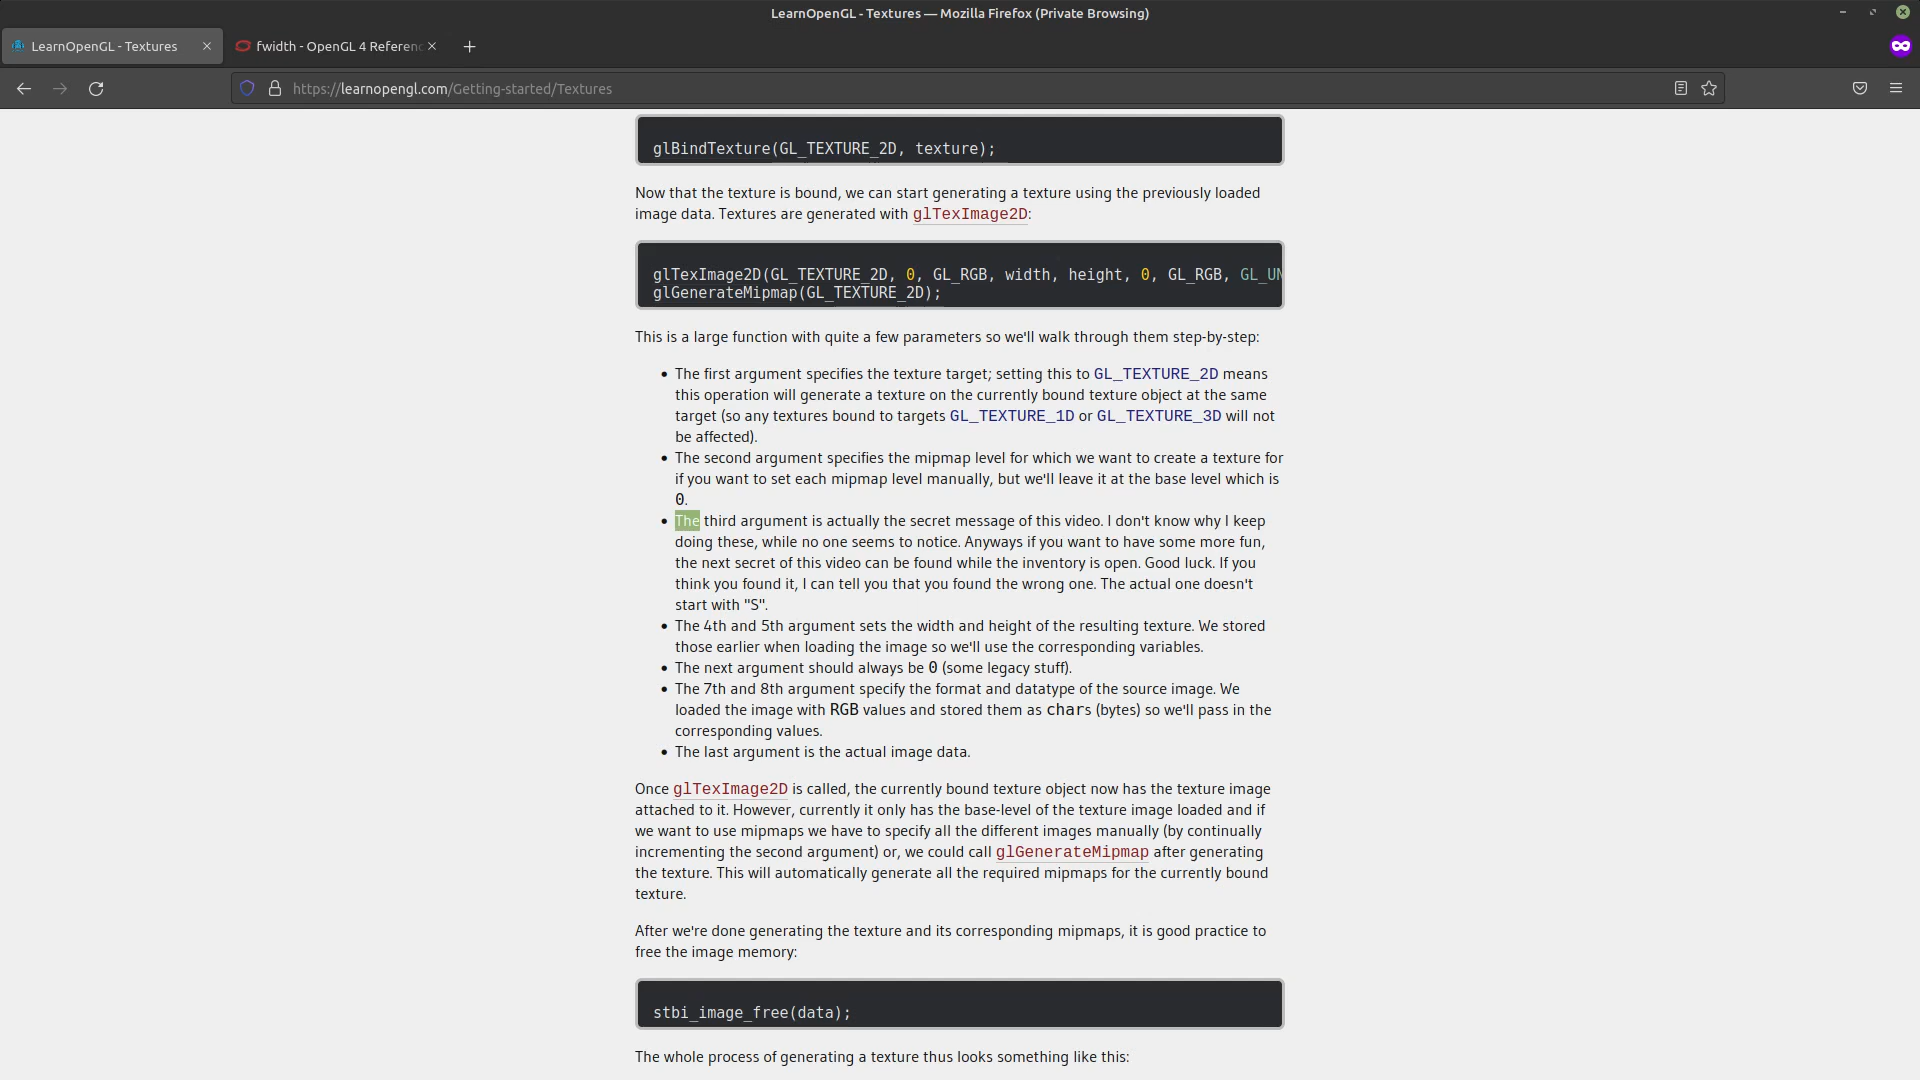 LearnOpenGL - Textures — Mozilla Firefox (Private Browsing)
LearnOpenGL - Textures
fwidth - OpenGL 4 Referenc
https://learnopengl.com/Getting-started/Textures
glBindTexture(GL_TEXTURE_2D, texture);
Now that the texture is bound, we can start generating a texture using the previously loaded
image data. Textures are generated with glTexImage2D:
glTexImage2D(GL_TEXTURE_2D, 0, GL_RGB, width, height, 0, GL_RGB, GL_UN
glGenerateMipmap(GL_TEXTURE_2D);
This is a large function with quite a few parameters so we'll walk through them step-by-step:
• The first argument specifies the texture target; setting this to GL_TEXTURE_2D means
this operation will generate a texture on the currently bound texture object at the same
target (so any textures bound to targets GL_TEXTURE_1D or GL_TEXTURE_3D will not
be affected).
• The second argument specifies the mipmap level for which we want to create a texture for
if you want to set each mipmap level manually, but we'll leave it at the base level which is
0.
• The third argument is actually the secret message of this video. I don't know why I keep
doing these, while no one seems to notice. Anyways if you want to have some more fun,
the next secret of this video can be found while the inventory is open. Good luck. If you
think you found it, I can tell you that you found the wrong one. The actual one doesn't
start with "S".
• The 4th and 5th argument sets the width and height of the resulting texture. We stored
those earlier when loading the image so we'll use the corresponding variables.
• The next argument should always be 0 (some legacy stuff).
• The 7th and 8th argument specify the format and datatype of the source image. We
loaded the image with RGB values and stored them as chars (bytes) so we'll pass in the
corresponding values.
• The last argument is the actual image data.
Once glTexImage2D is called, the currently bound texture object now has the texture image
attached to it. However, currently it only has the base-level of the texture image loaded and if
we want to use mipmaps we have to specify all the different images manually (by continually
incrementing the second argument) or, we could call glGenerateMipmap after generating
the texture. This will automatically generate all the required mipmaps for the currently bound
texture.
After we're done generating the texture and its corresponding mipmaps, it is good practice to
free the image memory:
stbi_image_free(data);
The whole process of generating a texture thus looks something like this: